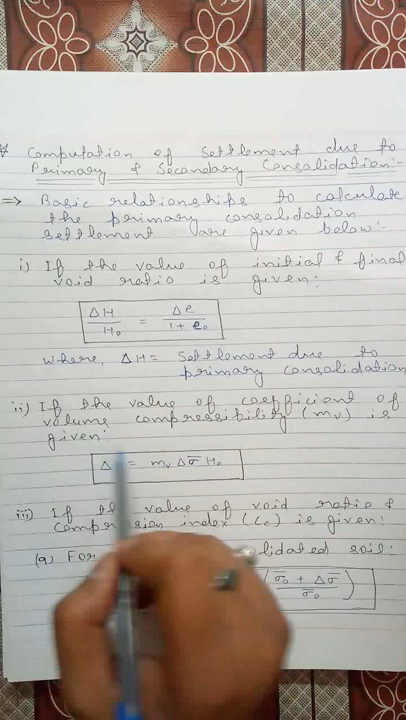 Computation of Settlement due to
Primary & Secondary Consolidation:-
⇒ Basic relationships to calculate
the primary consolidation
settlement are given below:-
i) If the value of initial & final
void ratio is given:
ΔH/H₀ = Δe/1+e₀
where, ΔH = Settlement due to
primary consolidation
ii) If the value of coefficient of
volume compressibility (mv) is
given:
Δ = mv Δσ̅ H₀
iii) If the value of void ratio &
Compression index (Cc) is given:
(a) For lidated soil:
(σ̅₀ + Δσ̅/σ̅₀)